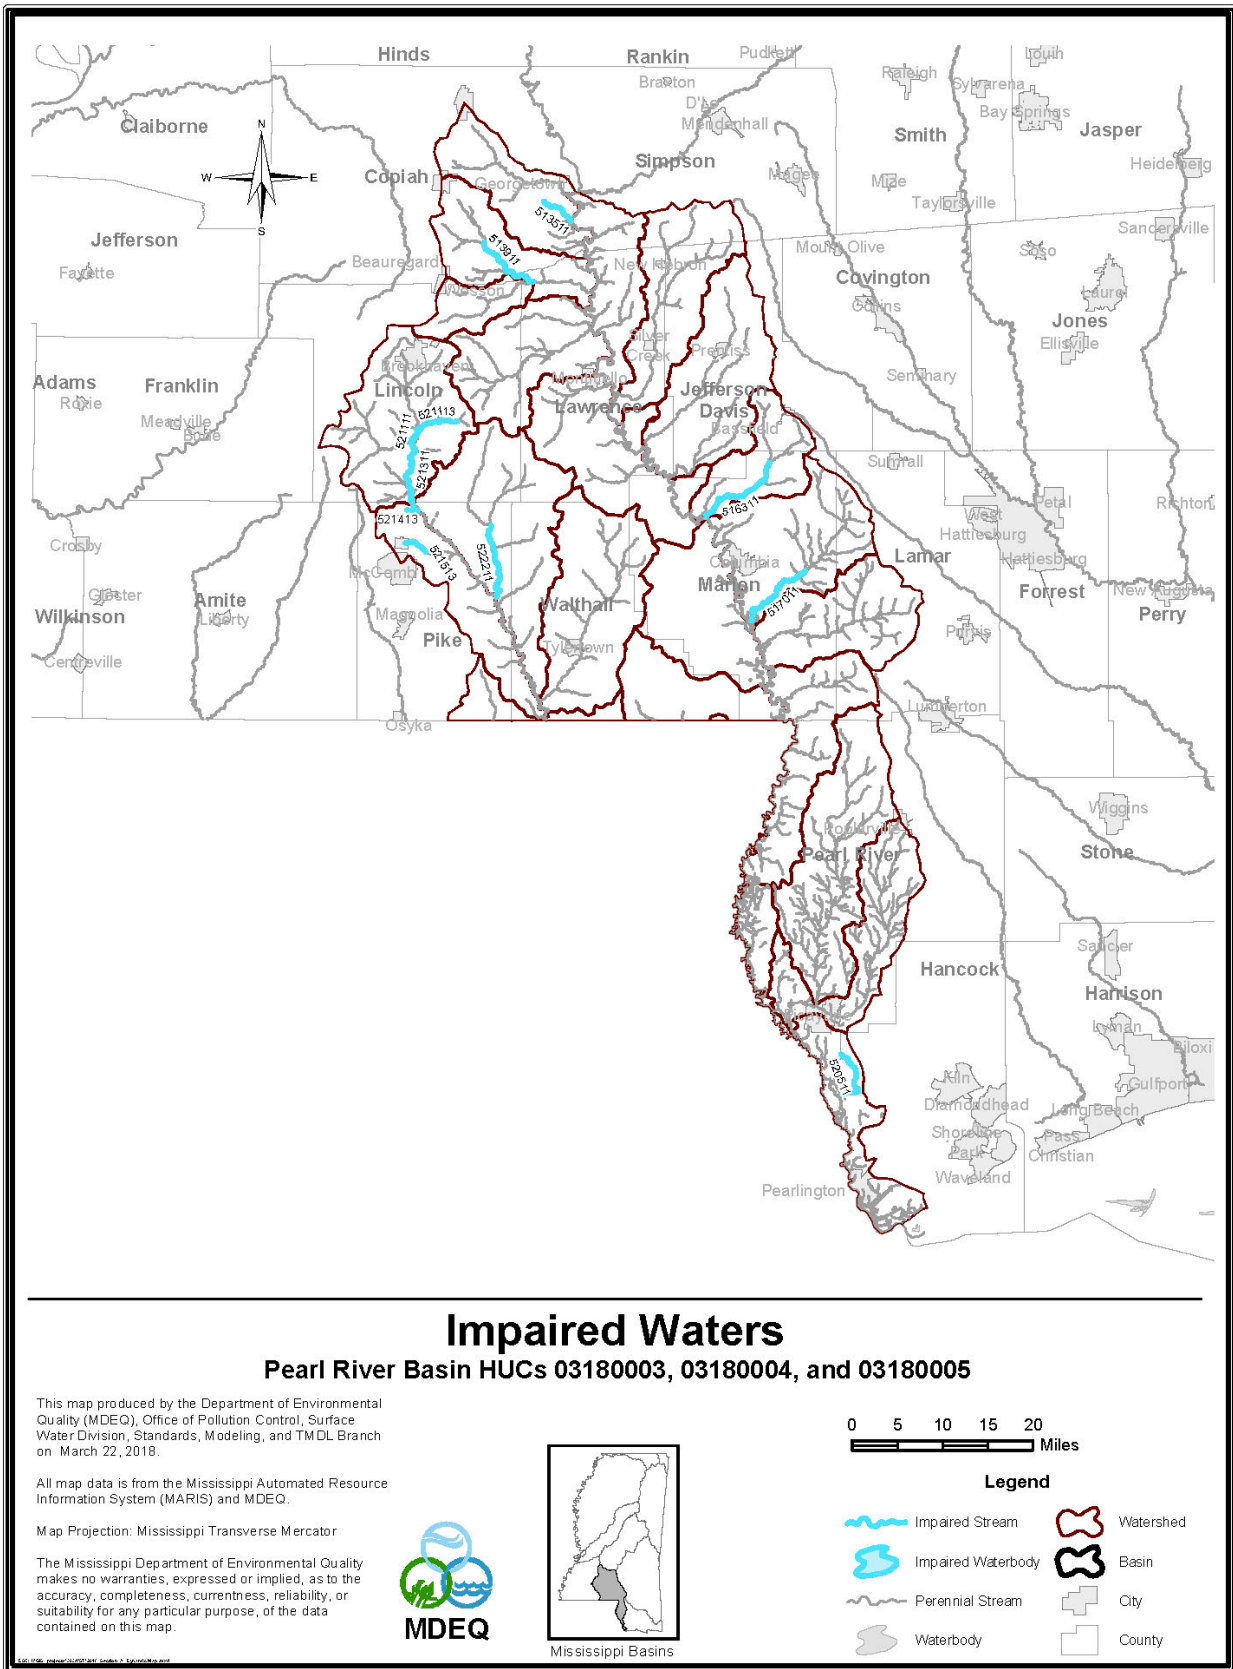 Hinds
Rankin
Puckett
Louin
Raleigh
Sylvarena
Braxton
D'Lo
Mendenhall
Bay Springs
Claiborne
Smith
Jasper
N
Simpson
Heidelberg
W
E
Copiah
Georgetown
Magee
Mize
Taylorsville
S
513511
Sandersville
Jefferson
513911
Mount Olive
Soso
Beauregard
New Hebron
Fayette
Covington
Wesson
Laurel
Collins
Jones
Silver
Creek
Ellisville
Brookhaven
Prentiss
Adams
Franklin
Lincoln
Monticello
Jefferson
Davis
Seminary
Roxie
Lawrence
Meadville
Bude
521113
521111
Bassfield
521311
Sumrall
516311
Petal
Richton
521413
West
Hattiesburg
Crosby
521513
522211
Columbia
Hattiesburg
McComb
Marion
Lamar
Forrest
New Augusta
Gloster
Amite
Walthall
517011
Wilkinson
Liberty
Magnolia
Perry
Pike
Purvis
Centreville
Tylertown
Lumberton
Osyka
Wiggins
Poplarville
Pearl River
Stone
Saucier
Hancock
Harrison
Picayune
Lyman
Biloxi
520511
Kiln
Gulfport
Diamondhead
Long Beach
Shoreline
Park
Pass
Christian
Waveland
Pearlington
Impaired Waters
Pearl River Basin HUCs 03180003, 03180004, and 03180005
This map produced by the Department of Environmental
Quality (MDEQ), Office of Pollution Control, Surface
Water Division, Standards, Modeling, and TMDL Branch
on March 22, 2018.
All map data is from the Mississippi Automated Resource
Information System (MARIS) and MDEQ.
Map Projection: Mississippi Transverse Mercator
The Mississippi Department of Environmental Quality
makes no warranties, expressed or implied, as to the
accuracy, completeness, currentness, reliability, or
suitability for any particular purpose, of the data
contained on this map.
MDEQ
Mississippi Basins
0 5 10 15 20
Miles
Legend
Impaired Stream
Watershed
Impaired Waterbody
Basin
Perennial Stream
City
Waterbody
County